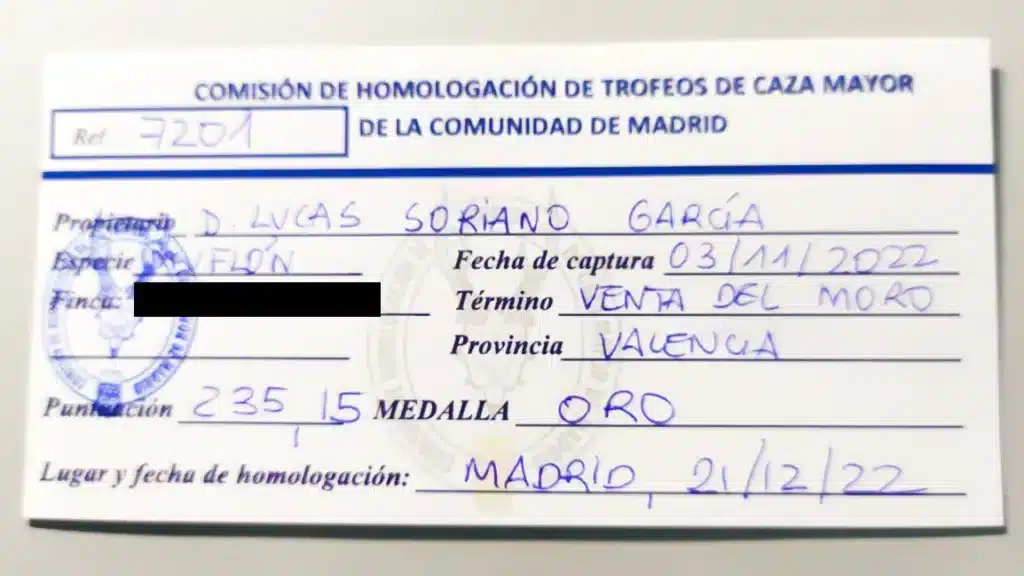 COMISIÓN DE HOMOLOGACIÓN DE TROFEOS DE CAZA MAYOR
DE LA COMUNIDAD DE MADRID
Ref 7201
Propietario D. LUCAS SORIANO GARCÍA
Especie MUFLÓN Fecha de captura 03/11/2022
Finca: Término VENTA DEL MORO
Provincia VALENCIA
Puntuación 235,15 MEDALLA ORO
Lugar y fecha de homologación: MADRID, 21/12/22